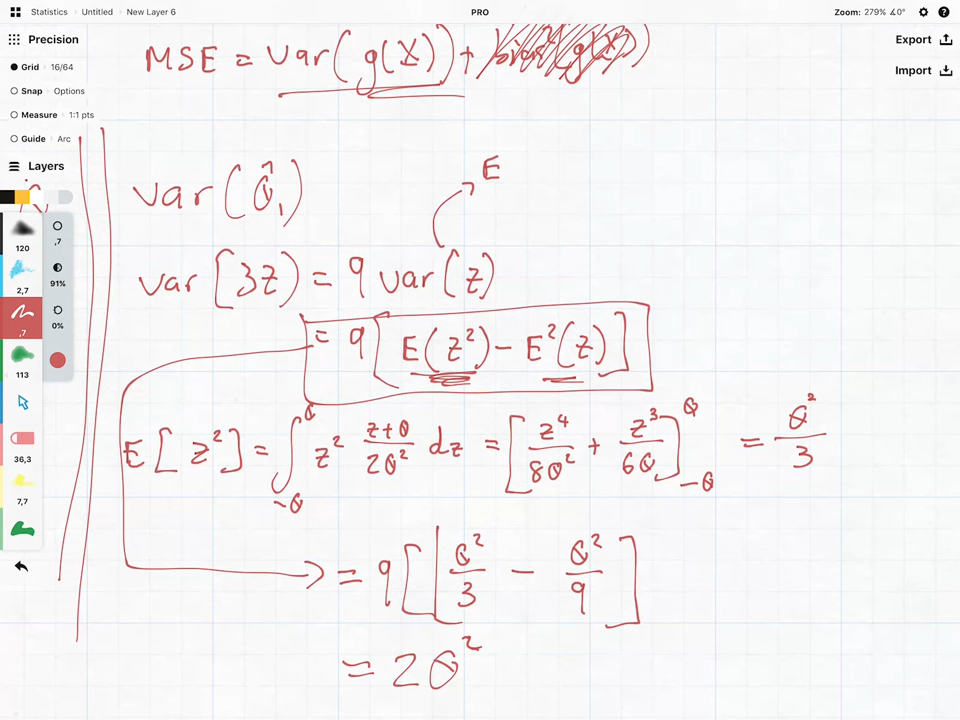 Statistics Untitled New Layer 6 PRO Zoom: 279% ∠0°
Precision
Grid 16/64
Snap Options
Measure 1:1 pts
Guide Arc
Layers
Export
Import
120
,7
2,7
91%
,7
0%
113
36,3
7,7
MSE = Var(g(X)) +
Var(θ̂₁)
E
Var[3z) = 9 Var(z)
= 9[E(z²) - E²(z)]
E[z²] = ∫_{-θ}^{θ} z² (z+θ)/(2θ²) dz = [z⁴/(8θ²) + z³/(6θ)]_{-θ}^{θ} = θ²/3
= 9[θ²/3 - θ²/9]
= 2θ²